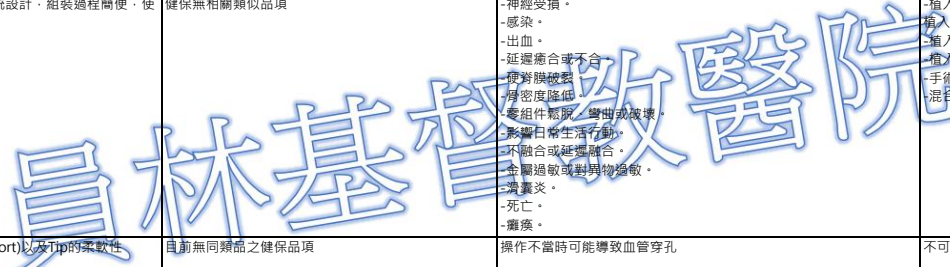 統設計，組裝過程簡便，使
健保無相關類似品項
-神經受損。
-感染。
-出血。
-延遲癒合或不合。
-硬脊膜破裂。
-骨密度降低。
-零組件鬆脫、彎曲或破壞。
-影響日常生活行動。
-不融合或延遲融合。
-金屬過敏或對異物過敏。
-滑囊炎。
-死亡。
-癱瘓。
-植入
植入
-植入
-植入
-手術
-混合
員林基督教醫院
ort)以及Tip的柔軟性
目前無同類品之健保品項
操作不當時可能導致血管穿孔
不可